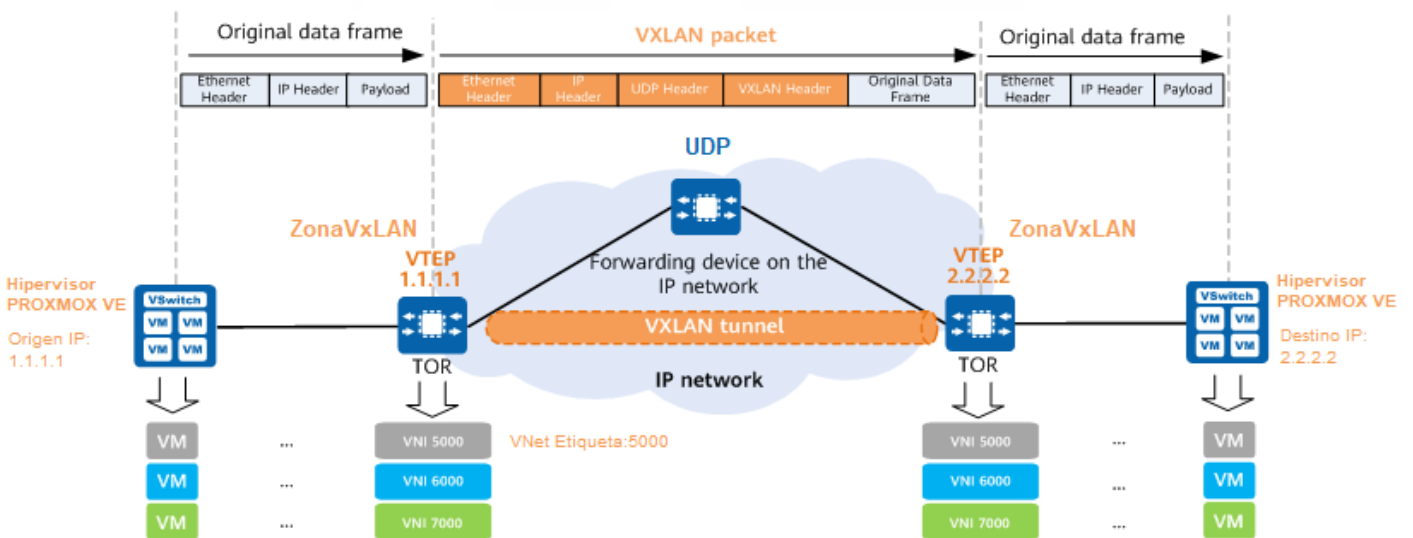 Original data frame
VXLAN packet
Original data frame
Ethernet Header
IP Header
Payload
Ethernet Header
IP Header
UDP Header
VXLAN Header
Original Data Frame
Ethernet Header
IP Header
Payload
UDP
ZonaVxLAN
ZonaVxLAN
VTEP
1.1.1.1
Forwarding device on the
IP network
VTEP
2.2.2.2
Hipervisor
PROXMOX VE
Origen IP:
1.1.1.1
VSwitch
VM VM
VM VM
VXLAN tunnel
VSwitch
VM VM
VM VM
Hipervisor
PROXMOX VE
Destino IP:
2.2.2.2
TOR
IP network
TOR
VM ... VNI 5000 VNet Etiqueta:5000 VNI 5000 ... VM
VM ... VNI 6000 VNI 6000 ... VM
VM ... VNI 7000 VNI 7000 ... VM